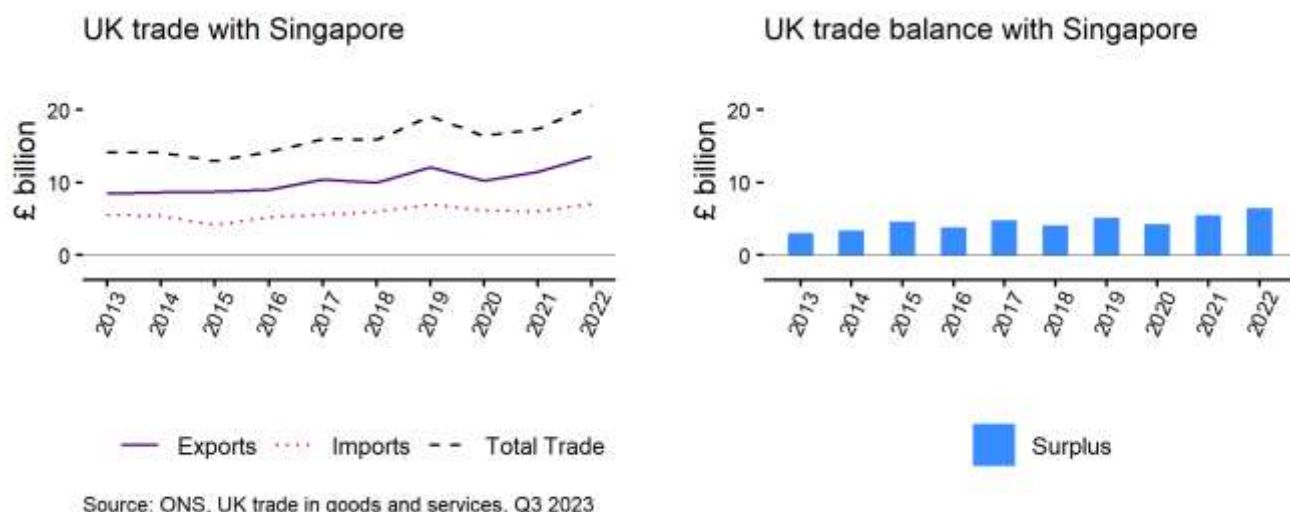 UK trade with Singapore
£ billion
20
10
0
2013 2014 2015 2016 2017 2018 2019 2020 2021 2022
Exports Imports Total Trade
Source: ONS, UK trade in goods and services, Q3 2023
UK trade balance with Singapore
£ billion
20
10
0
2013 2014 2015 2016 2017 2018 2019 2020 2021 2022
Surplus